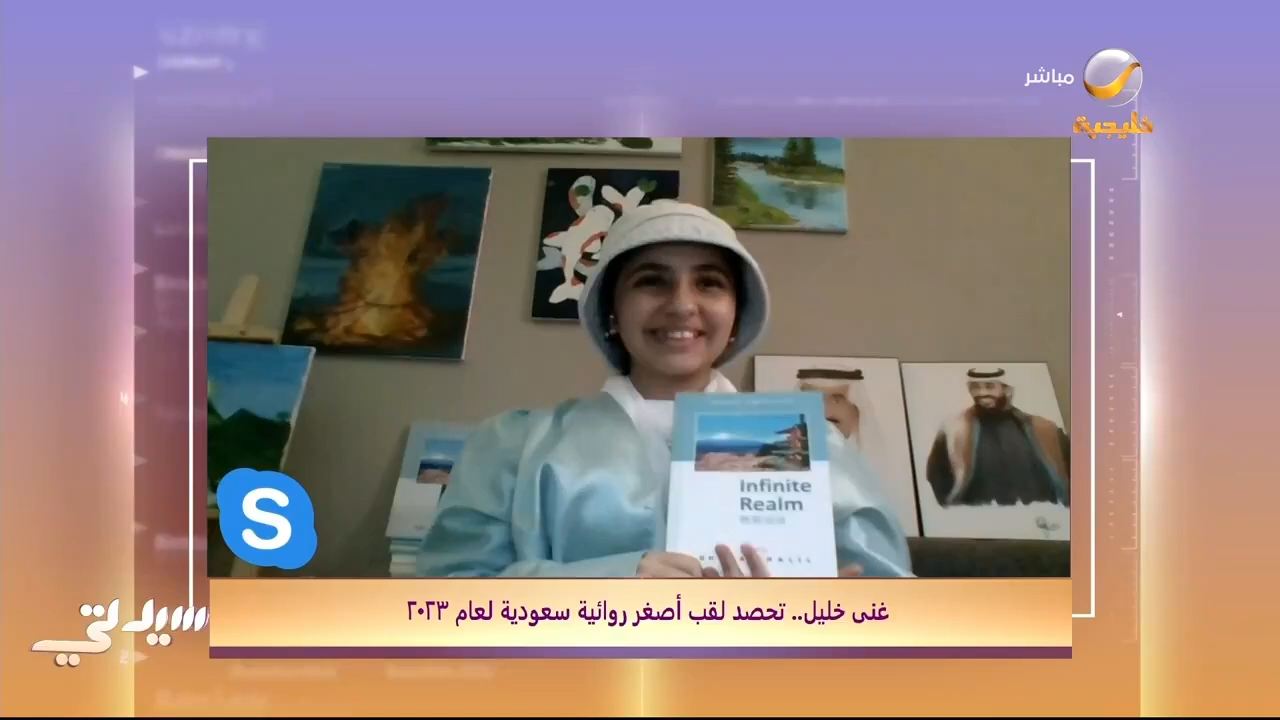 مباشر
خليجية
Infinite
Realm
S
غنى خليل.. تحصد لقب أصغر روائية سعودية لعام ٢٠٢٣
سيدتي